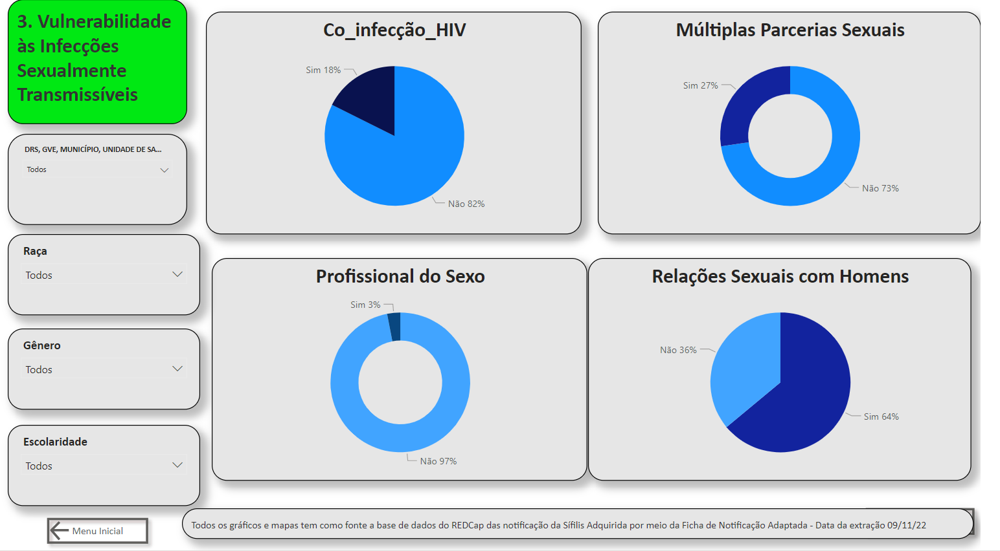 3. Vulnerabilidade
às Infecções
Sexualmente
Transmissíveis
DRS, GVE, MUNICÍPIO, UNIDADE DE SA...
Todos
Raça
Todos
Gênero
Todos
Escolaridade
Todos
Menu Inicial
Co_infecção_HIV
Sim 18%
Não 82%
Múltiplas Parcerias Sexuais
Sim 27%
Não 73%
Profissional do Sexo
Sim 3%
Não 97%
Relações Sexuais com Homens
Não 36%
Sim 64%
Todos os gráficos e mapas tem como fonte a base de dados do REDCap das notificação da Sífilis Adquirida por meio da Ficha de Notificação Adaptada - Data da extração 09/11/22